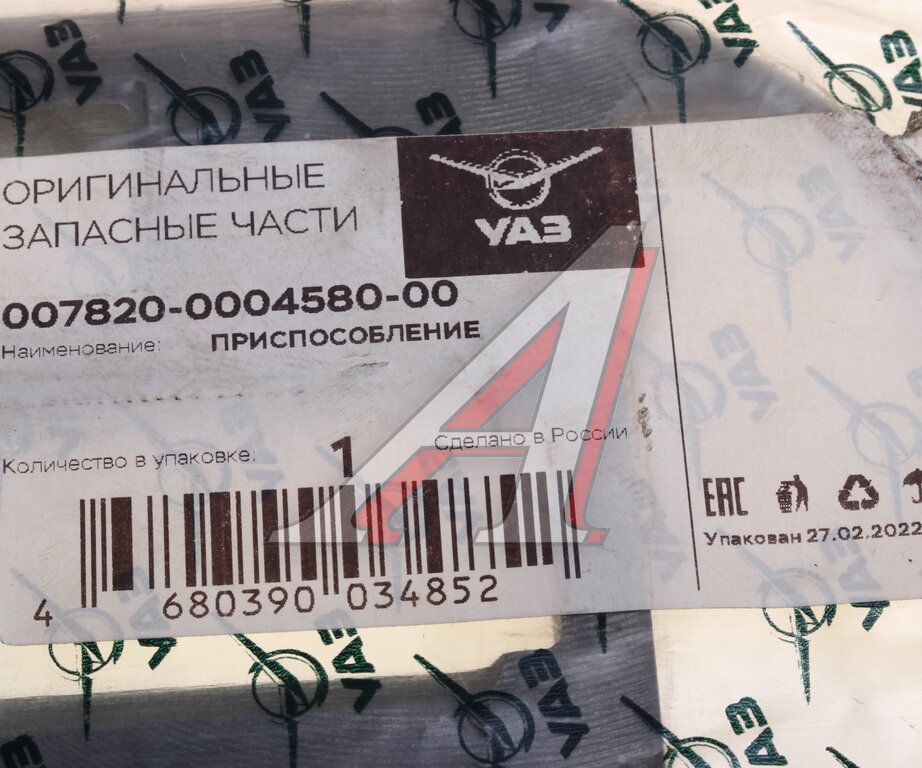 ОРИГИНАЛЬНЫЕ
ЗАПАСНЫЕ ЧАСТИ
УАЗ
007820-0004580-00
Наименование: ПРИСПОСОБЛЕНИЕ
Количество в упаковке: 1 Сделано в России
4 680390 034852
EAC
Упакован 27.02.2022